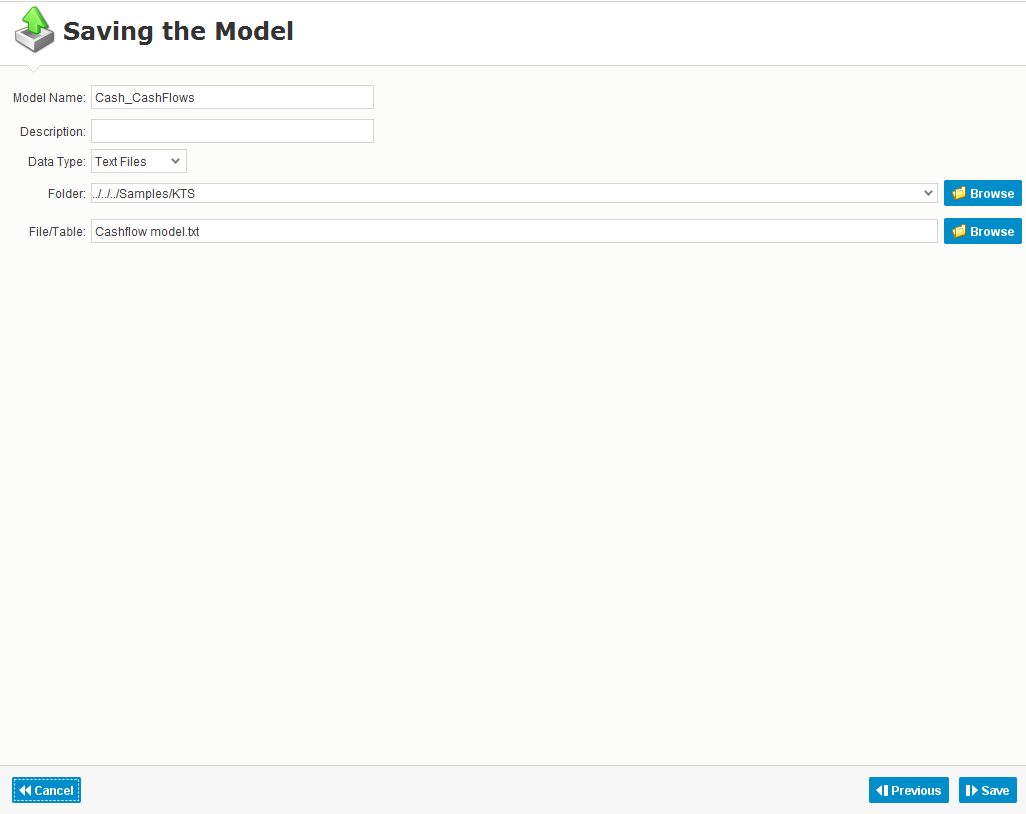 Saving the Model
Model Name: Cash_CashFlows
Description:
Data Type: Text Files
Folder: ../../../Samples/KTS Browse
File/Table: Cashflow model.txt Browse
Cancel Previous Save